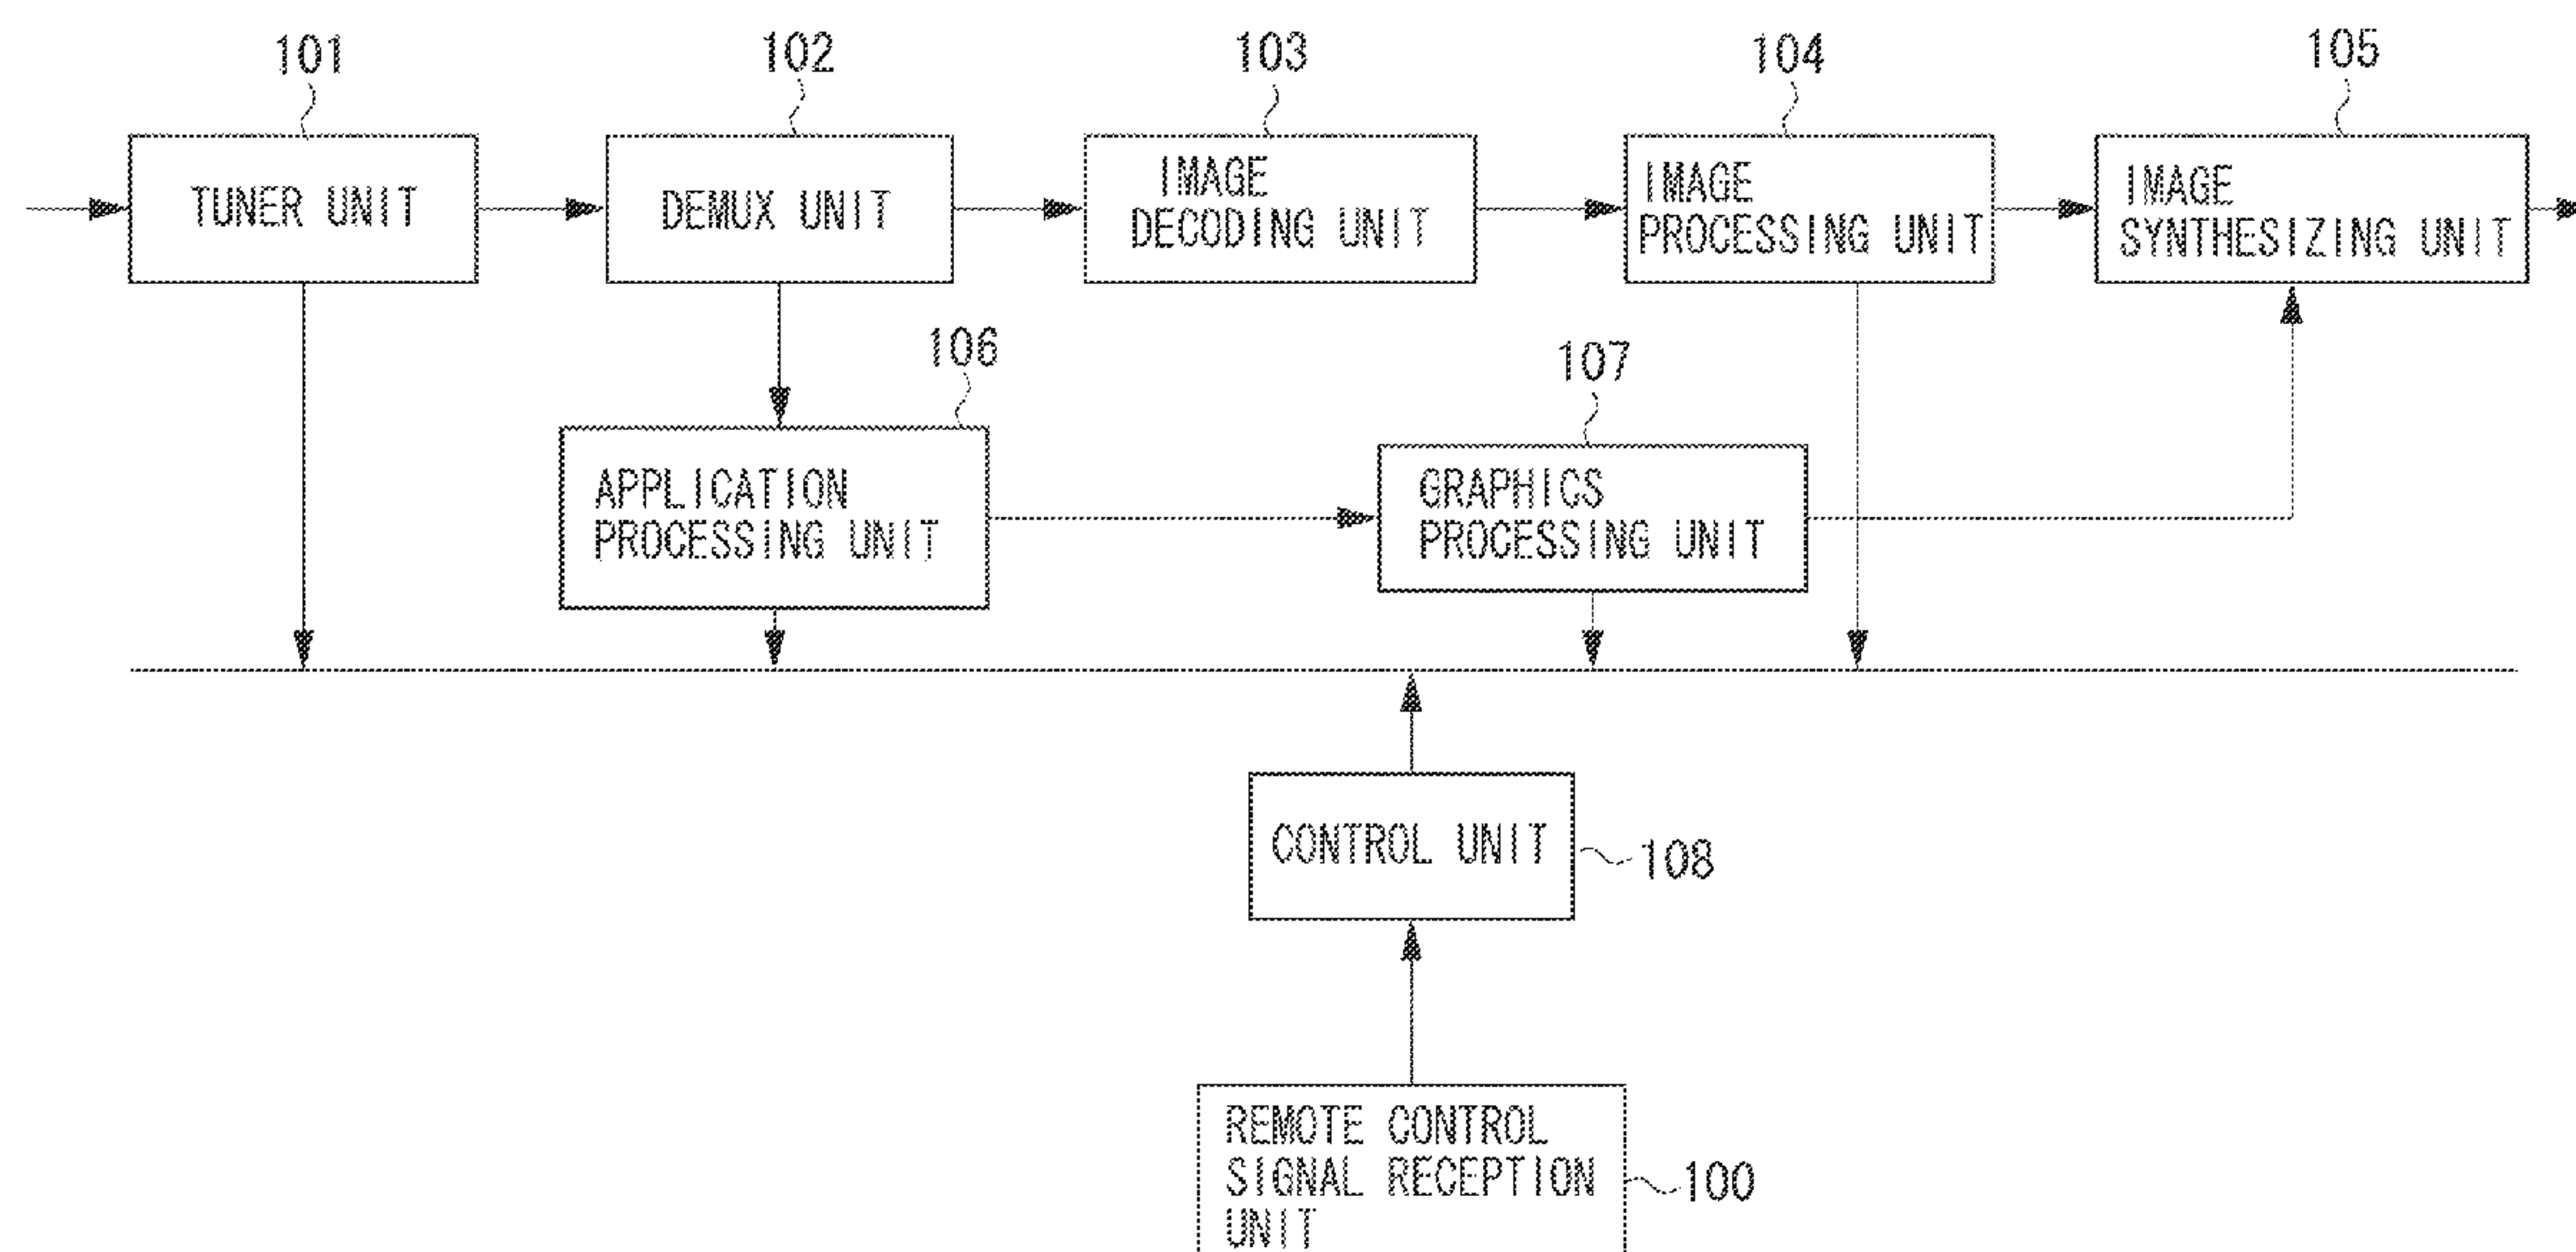 101
102
103
104
105
TUNER UNIT
DEMUX UNIT
IMAGE
DECODING UNIT
IMAGE
PROCESSING UNIT
IMAGE
SYNTHESIZING UNIT
106
107
APPLICATION
PROCESSING UNIT
GRAPHICS
PROCESSING UNIT
CONTROL UNIT
108
REMOTE CONTROL
SIGNAL RECEPTION
UNIT
100